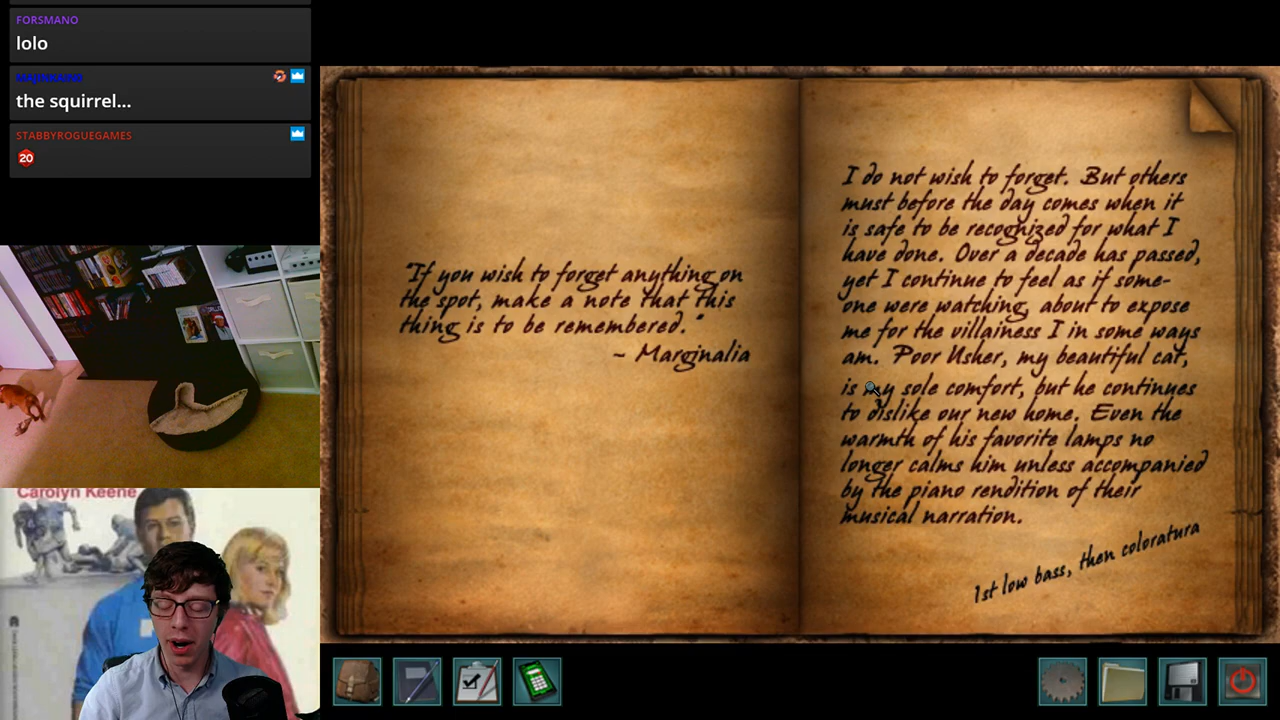 FORSMANO
lolo
the squirrel...
STABBYROGUEGAMES
20
Carolyn Keene
"If you wish to forget anything on
the spot, make a note that this
thing is to be remembered."
~ Marginalia
I do not wish to forget. But others
must before the day comes when it
is safe to be recognized for what I
have done. Over a decade has passed,
yet I continue to feel as if some-
one were watching, about to expose
me for the villainess I in some ways
am. Poor Usher, my beautiful cat,
is my sole comfort, but he continues
to dislike our new home. Even the
warmth of his favorite lamps no
longer calms him unless accompanied
by the piano rendition of their
musical narration.
1st low bass, then coloratura